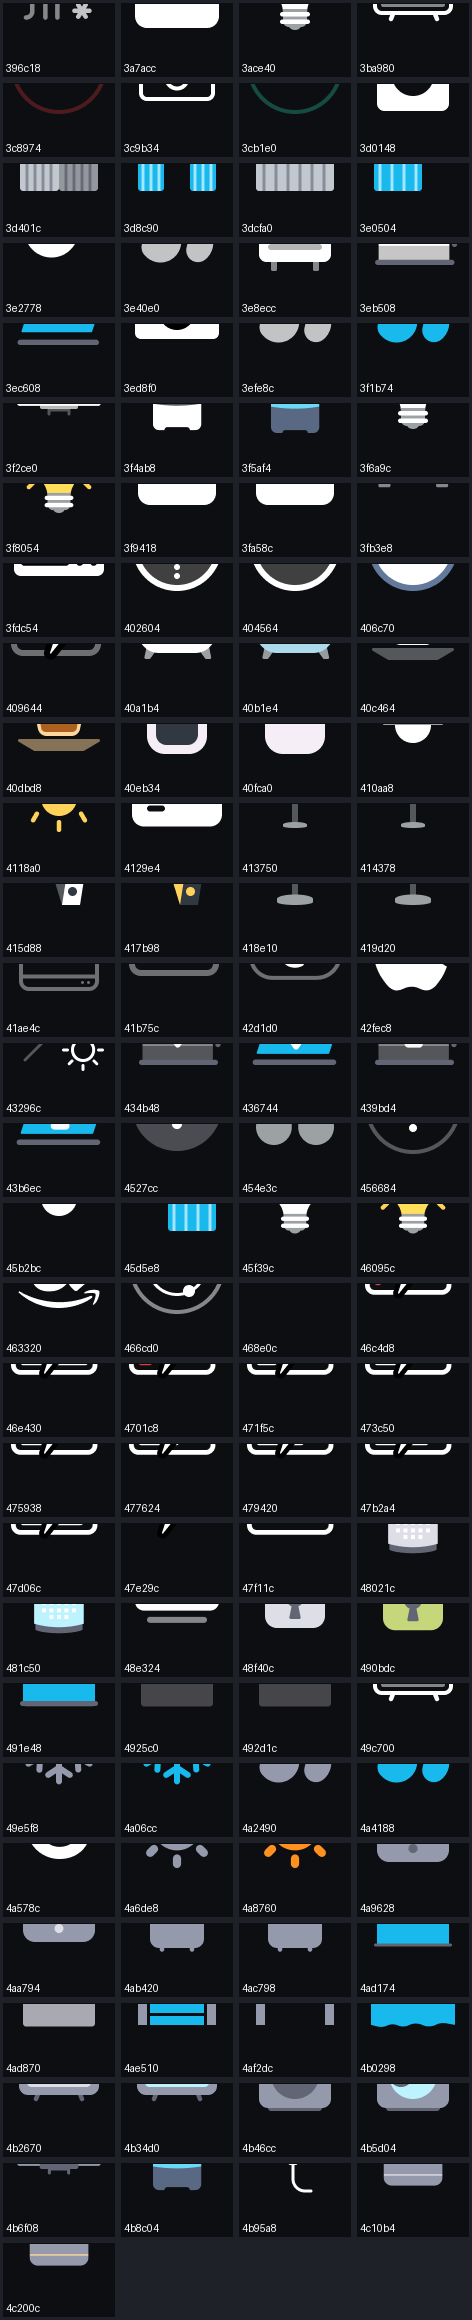 396c18 3a7acc 3ace40 3ba980
3c8974 3c9b34 3cb1e0 3d0148
3d401c 3d8c90 3dcfa0 3e0504
3e2778 3e40e0 3e8ecc 3eb508
3ec608 3ed8f0 3efe8c 3f1b74
3f2ce0 3f4ab8 3f5af4 3f6a9c
3f8054 3f9418 3fa58c 3fb3e8
3fdc54 402604 404564 406c70
409644 40a1b4 40b1e4 40c464
40dbd8 40eb34 40fca0 410aa8
4118a0 4129e4 413750 414378
415d88 417b98 418e10 419d20
41ae4c 41b75c 42d1d0 42fec8
43296c 434b48 436744 439bd4
43b6ec 4527cc 454e3c 456684
45b2bc 45d5e8 45f39c 46095c
463320 466cd0 468e0c 46c4d8
46e430 4701c8 471f5c 473c50
475938 477624 479420 47b2a4
47d06c 47e29c 47f11c 48021c
481c50 48e324 48f40c 490bdc
491e48 4925c0 492d1c 49c700
49e5f8 4a06cc 4a2490 4a4188
4a578c 4a6de8 4a8760 4a9628
4aa794 4ab420 4ac798 4ad174
4ad870 4ae510 4af2dc 4b0298
4b2670 4b34d0 4b46cc 4b5d04
4b6f08 4b8c04 4b95a8 4c10b4
4c200c